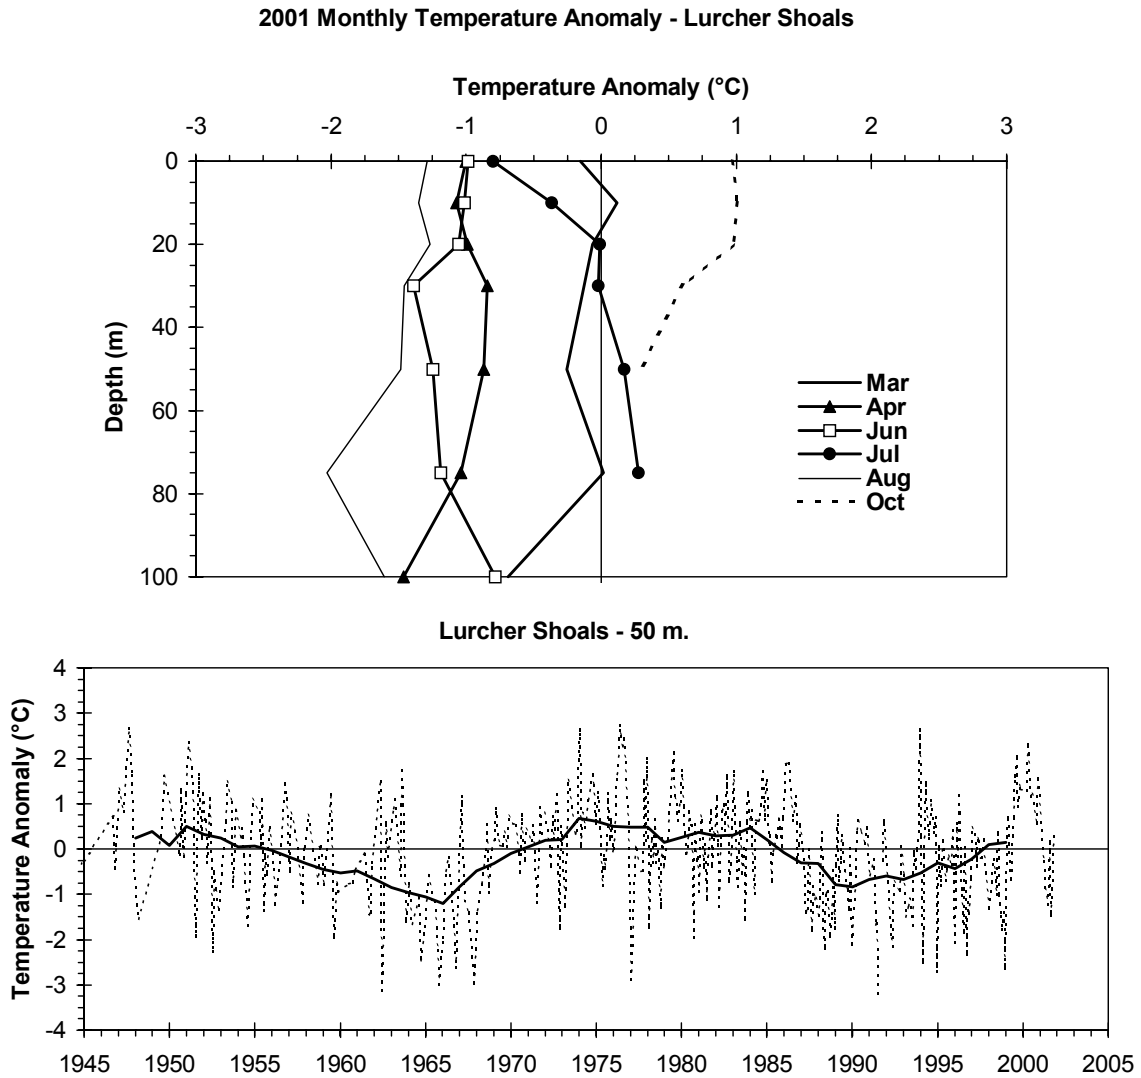 2001 Monthly Temperature Anomaly - Lurcher Shoals
Temperature Anomaly (°C)
-3 -2 -1 0 1 2 3
0
20
40
60
80
100
Depth (m)
Mar
Apr
Jun
Jul
Aug
Oct
Lurcher Shoals - 50 m.
4
3
2
1
0
-1
-2
-3
-4
Temperature Anomaly (°C)
1945 1950 1955 1960 1965 1970 1975 1980 1985 1990 1995 2000 2005